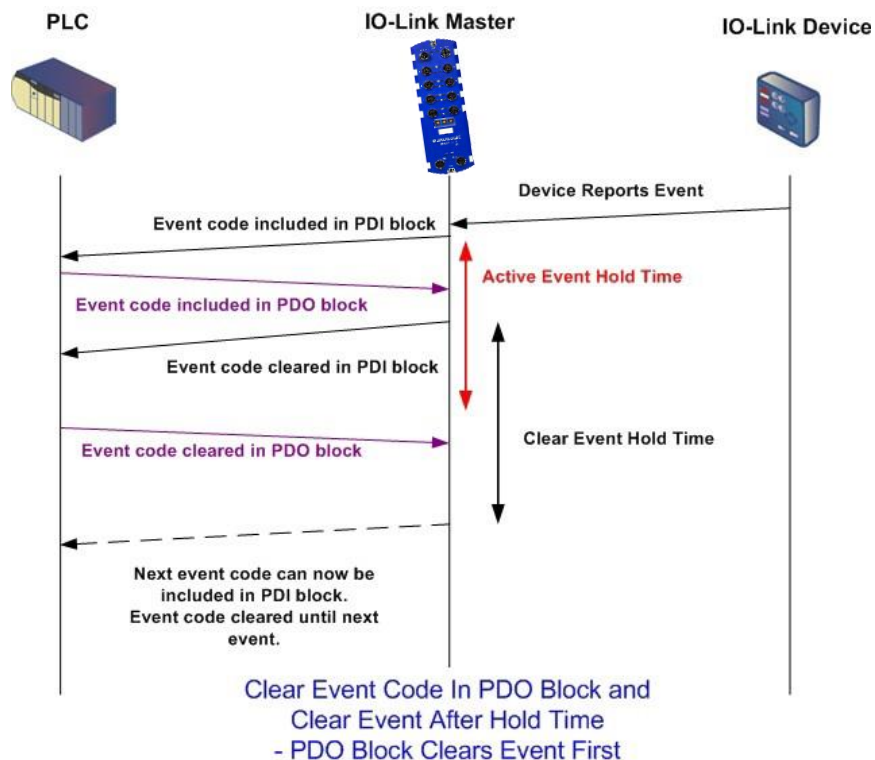 PLC
IO-Link Master
IO-Link Device
Device Reports Event
Event code included in PDI block
Active Event Hold Time
Event code included in PDO block
Event code cleared in PDI block
Clear Event Hold Time
Event code cleared in PDO block
Next event code can now be
included in PDI block.
Event code cleared until next
event.
Clear Event Code In PDO Block and
Clear Event After Hold Time
- PDO Block Clears Event First